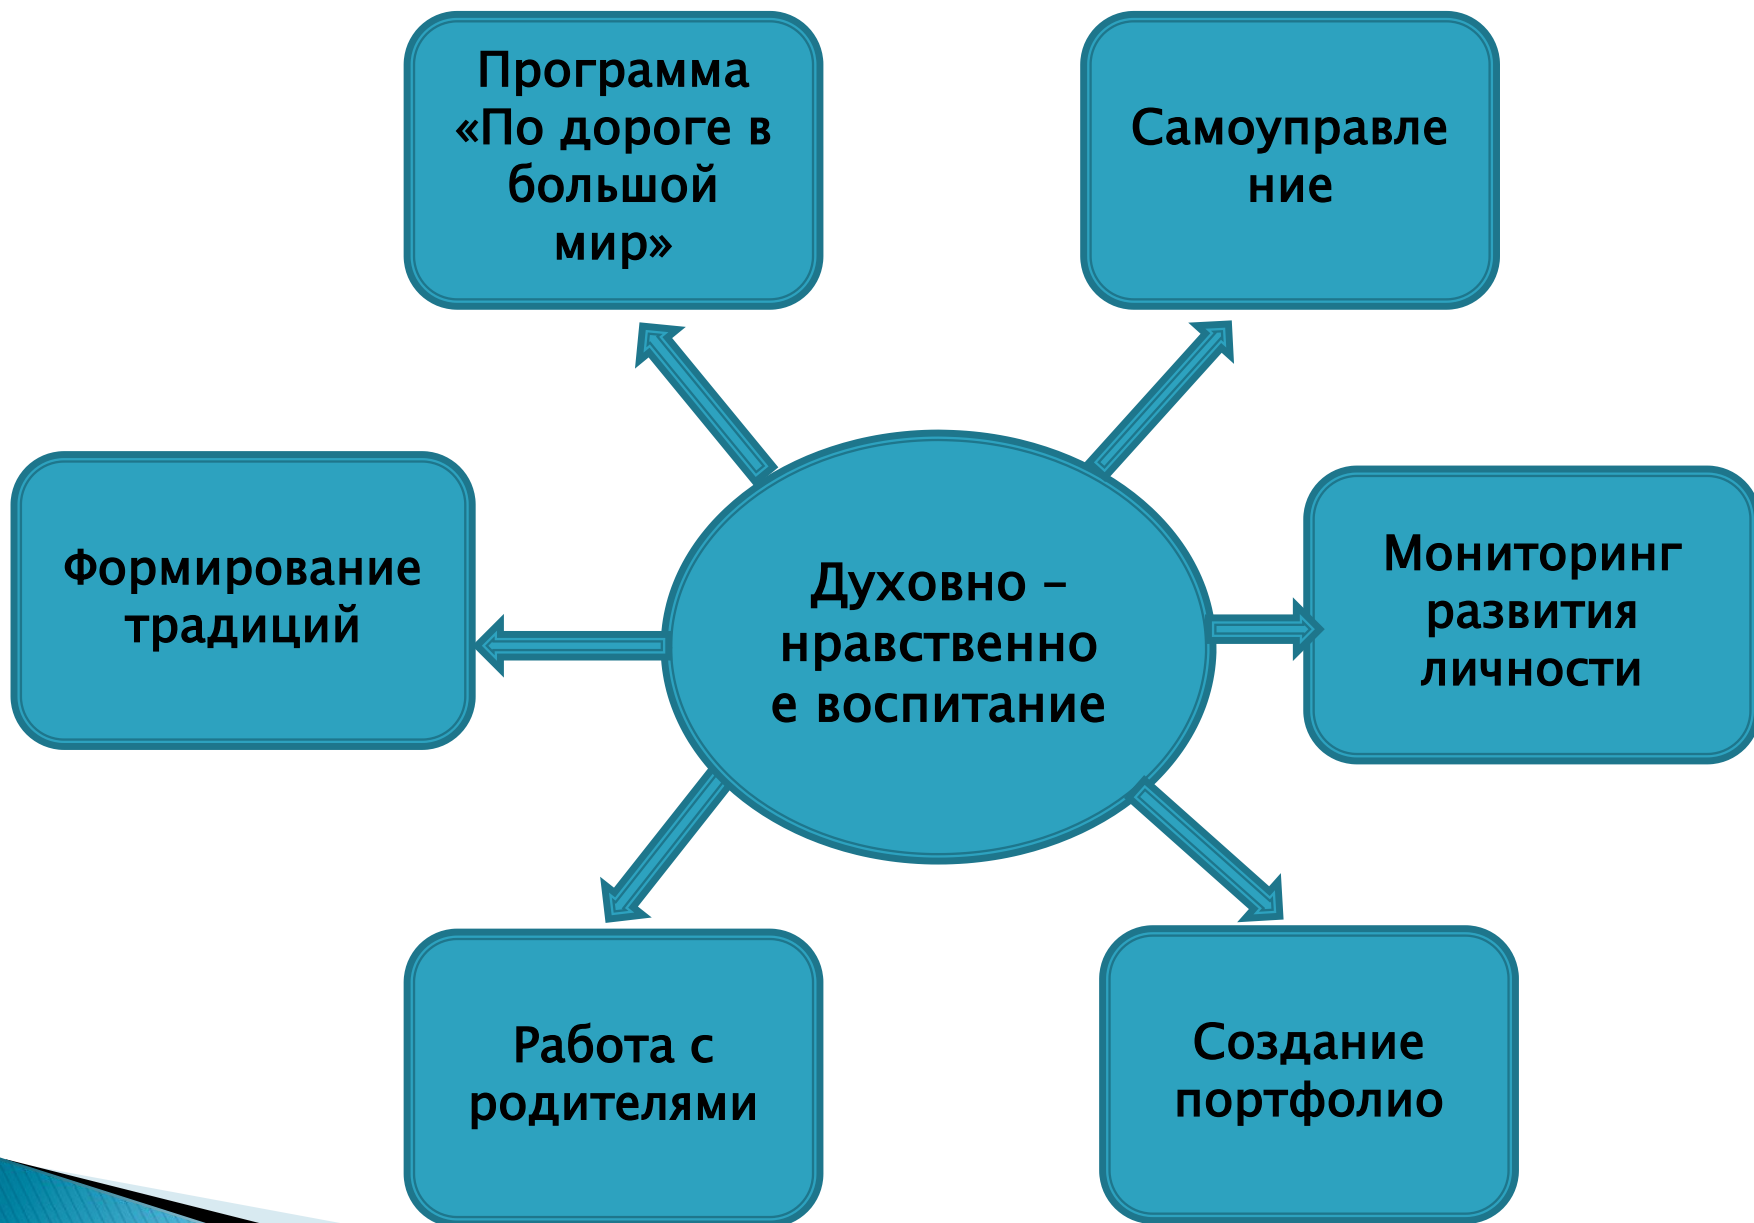 Программа
«По дороге в
большой
мир»
Самоуправле
ние
Формирование
традиций
Духовно –
нравственно
е воспитание
Мониторинг
развития
личности
Работа с
родителями
Создание
портфолио